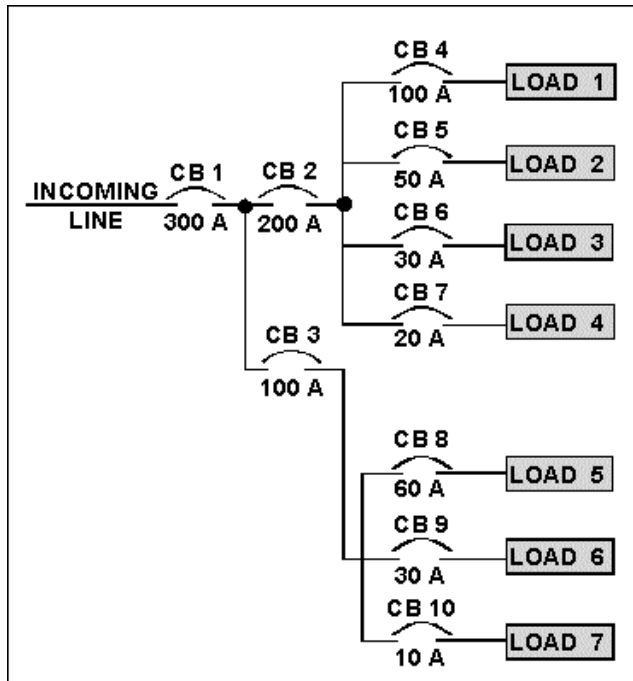 CB 4
100 A
LOAD 1
CB 5
50 A
LOAD 2
INCOMING
LINE
CB 1
300 A
CB 2
200 A
CB 6
30 A
LOAD 3
CB 7
20 A
LOAD 4
CB 3
100 A
CB 8
60 A
LOAD 5
CB 9
30 A
LOAD 6
CB 10
10 A
LOAD 7